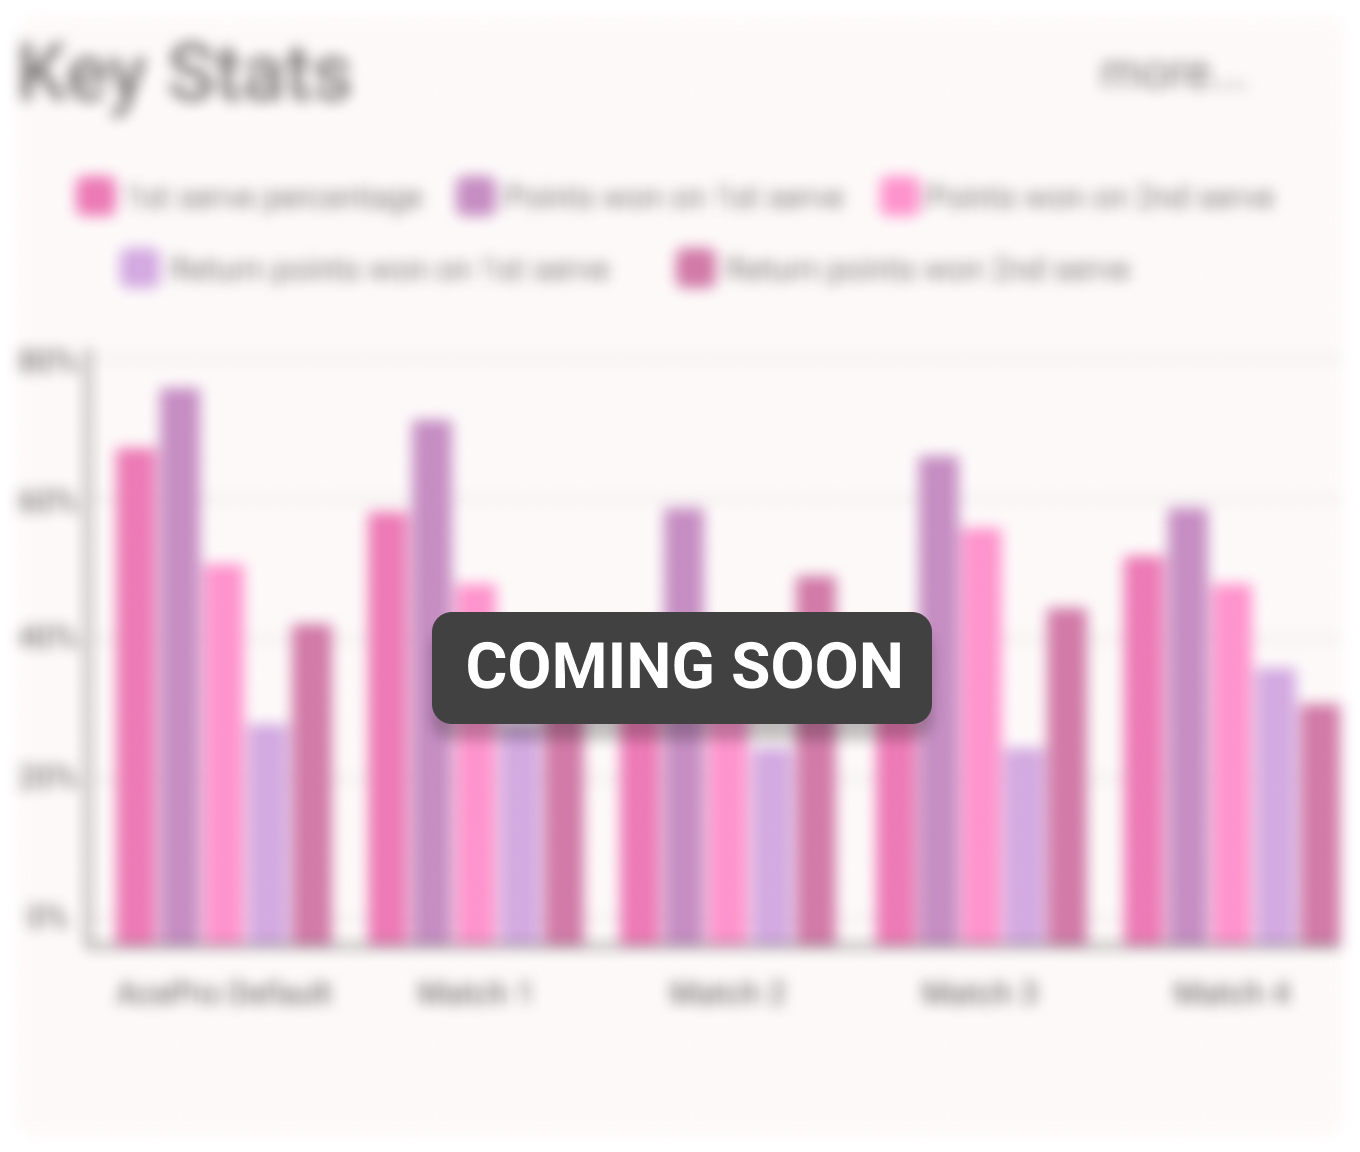 Key Stats
more...
1st serve percentage
Points won on 1st serve
Points won on 2nd serve
Return points won on 1st serve
Return points won 2nd serve
80%
60%
40%
20%
0%
COMING SOON
AcePro Default
Match 1
Match 2
Match 3
Match 4